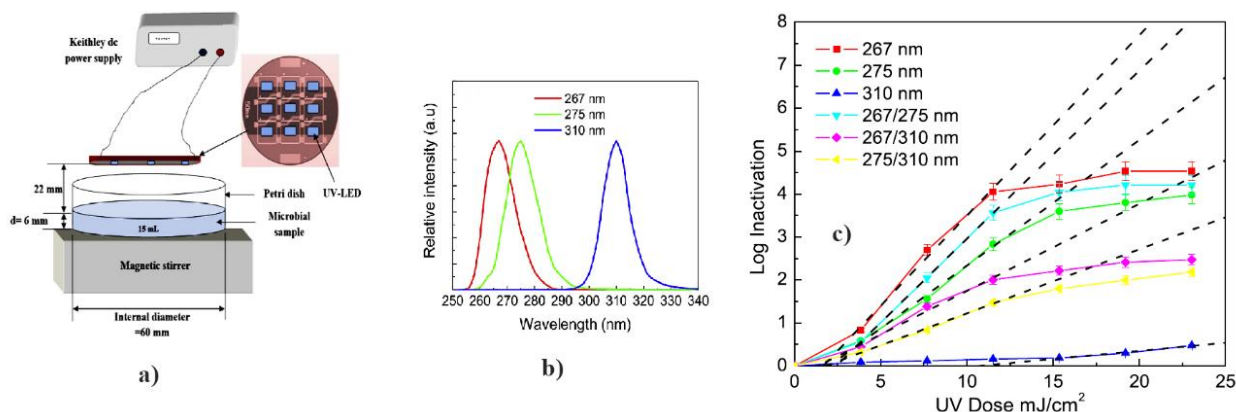 Keithley dc
power supply
UV-LED
22 mm
Petri dish
d= 6 mm
Microbial
sample
15 mL
Magnetic stirrer
Internal diameter
=60 mm
a)
Relative intensity (a.u)
267 nm
275 nm
310 nm
250 260 270 280 290 300 310 320 330 340
Wavelength (nm)
b)
Log Inactivation
8
7
6
5
4
3
2
1
0
267 nm
275 nm
310 nm
267/275 nm
267/310 nm
275/310 nm
c)
0 5 10 15 20 25
UV Dose mJ/cm²